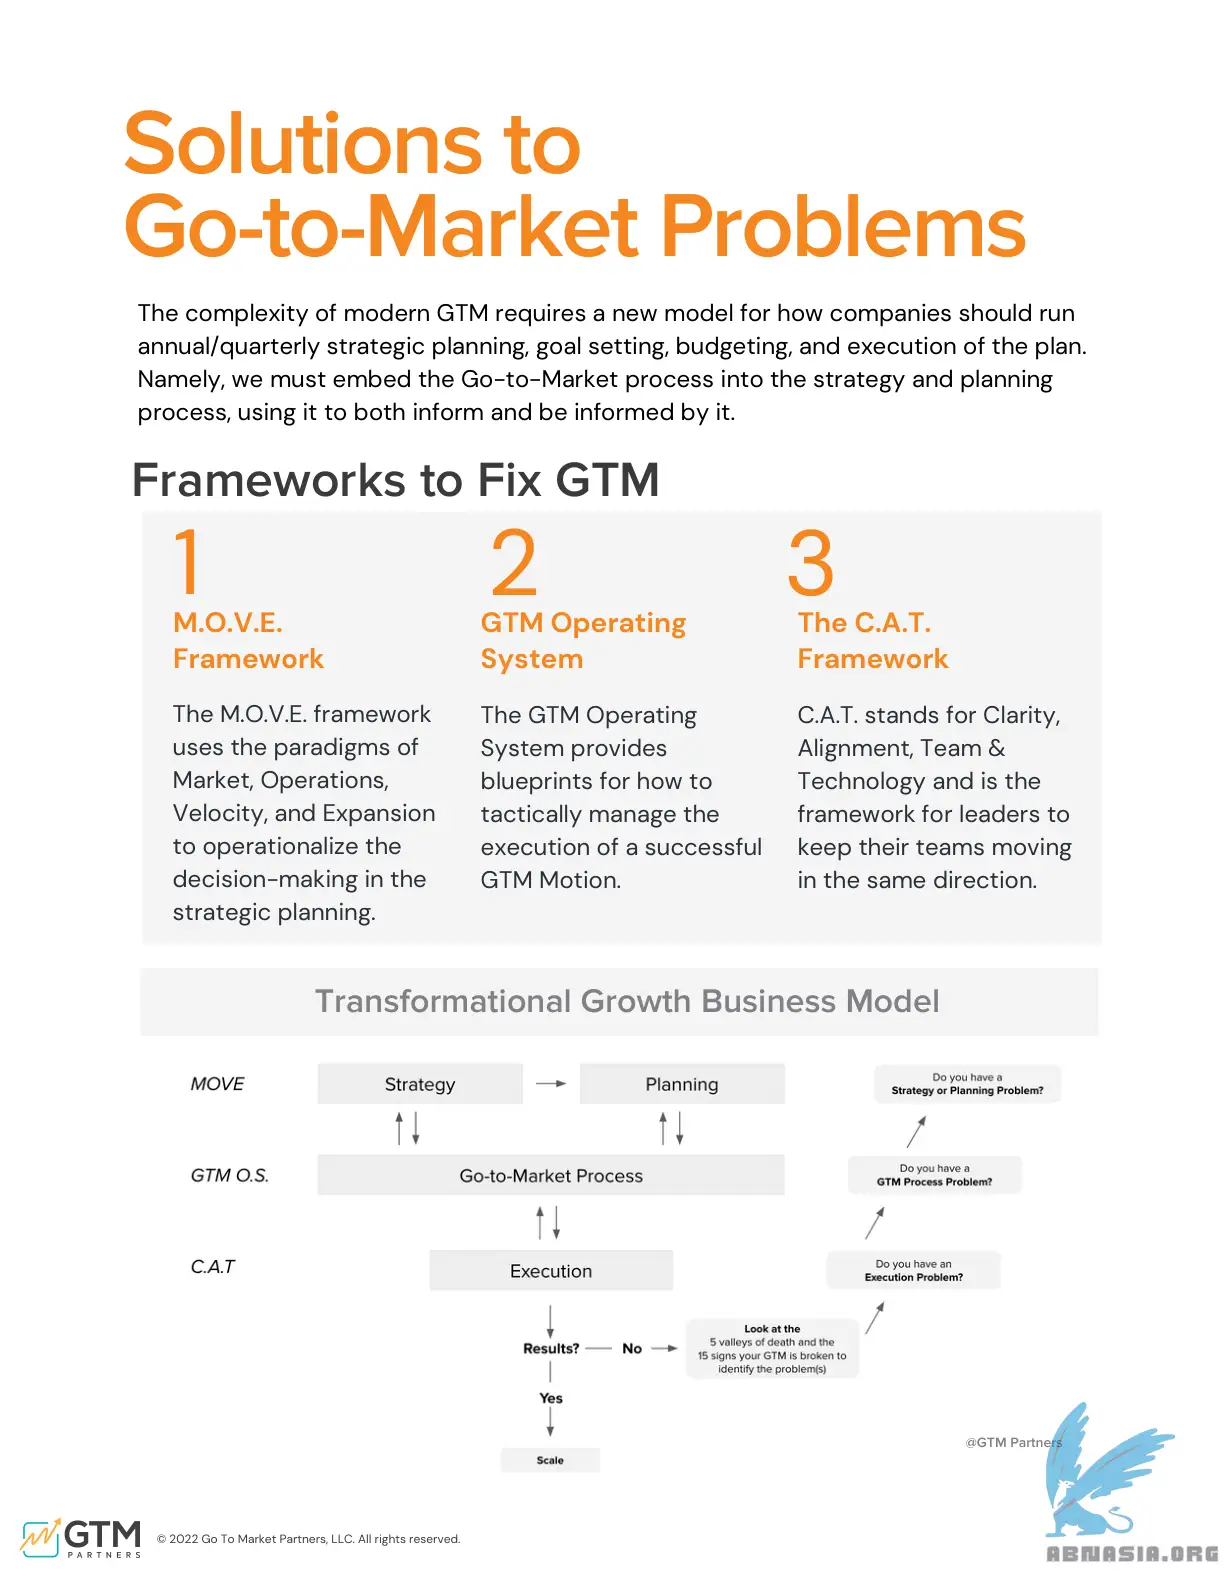 Solutions to
Go-to-Market Problems
The complexity of modern GTM requires a new model for how companies should run
annual/quarterly strategic planning, goal setting, budgeting, and execution of the plan.
Namely, we must embed the Go-to-Market process into the strategy and planning
process, using it to both inform and be informed by it.
Frameworks to Fix GTM
1
M.O.V.E.
Framework
The M.O.V.E. framework
uses the paradigms of
Market, Operations,
Velocity, and Expansion
to operationalize the
decision-making in the
strategic planning.
2
GTM Operating
System
The GTM Operating
System provides
blueprints for how to
tactically manage the
execution of a successful
GTM Motion.
3
The C.A.T.
Framework
C.A.T. stands for Clarity,
Alignment, Team &
Technology and is the
framework for leaders to
keep their teams moving
in the same direction.
Transformational Growth Business Model
MOVE
Strategy
Planning
Do you have a
Strategy or Planning Problem?
GTM O.S.
Go-to-Market Process
Do you have a
GTM Process Problem?
C.A.T
Execution
Do you have an
Execution Problem?
Results?
No
Look at the
5 valleys of death and the
15 signs your GTM is broken to
identify the problem(s)
Yes
Scale
@GTM Partners
GTM
PARTNERS
© 2022 Go To Market Partners, LLC. All rights reserved.
ABNASIA.ORG